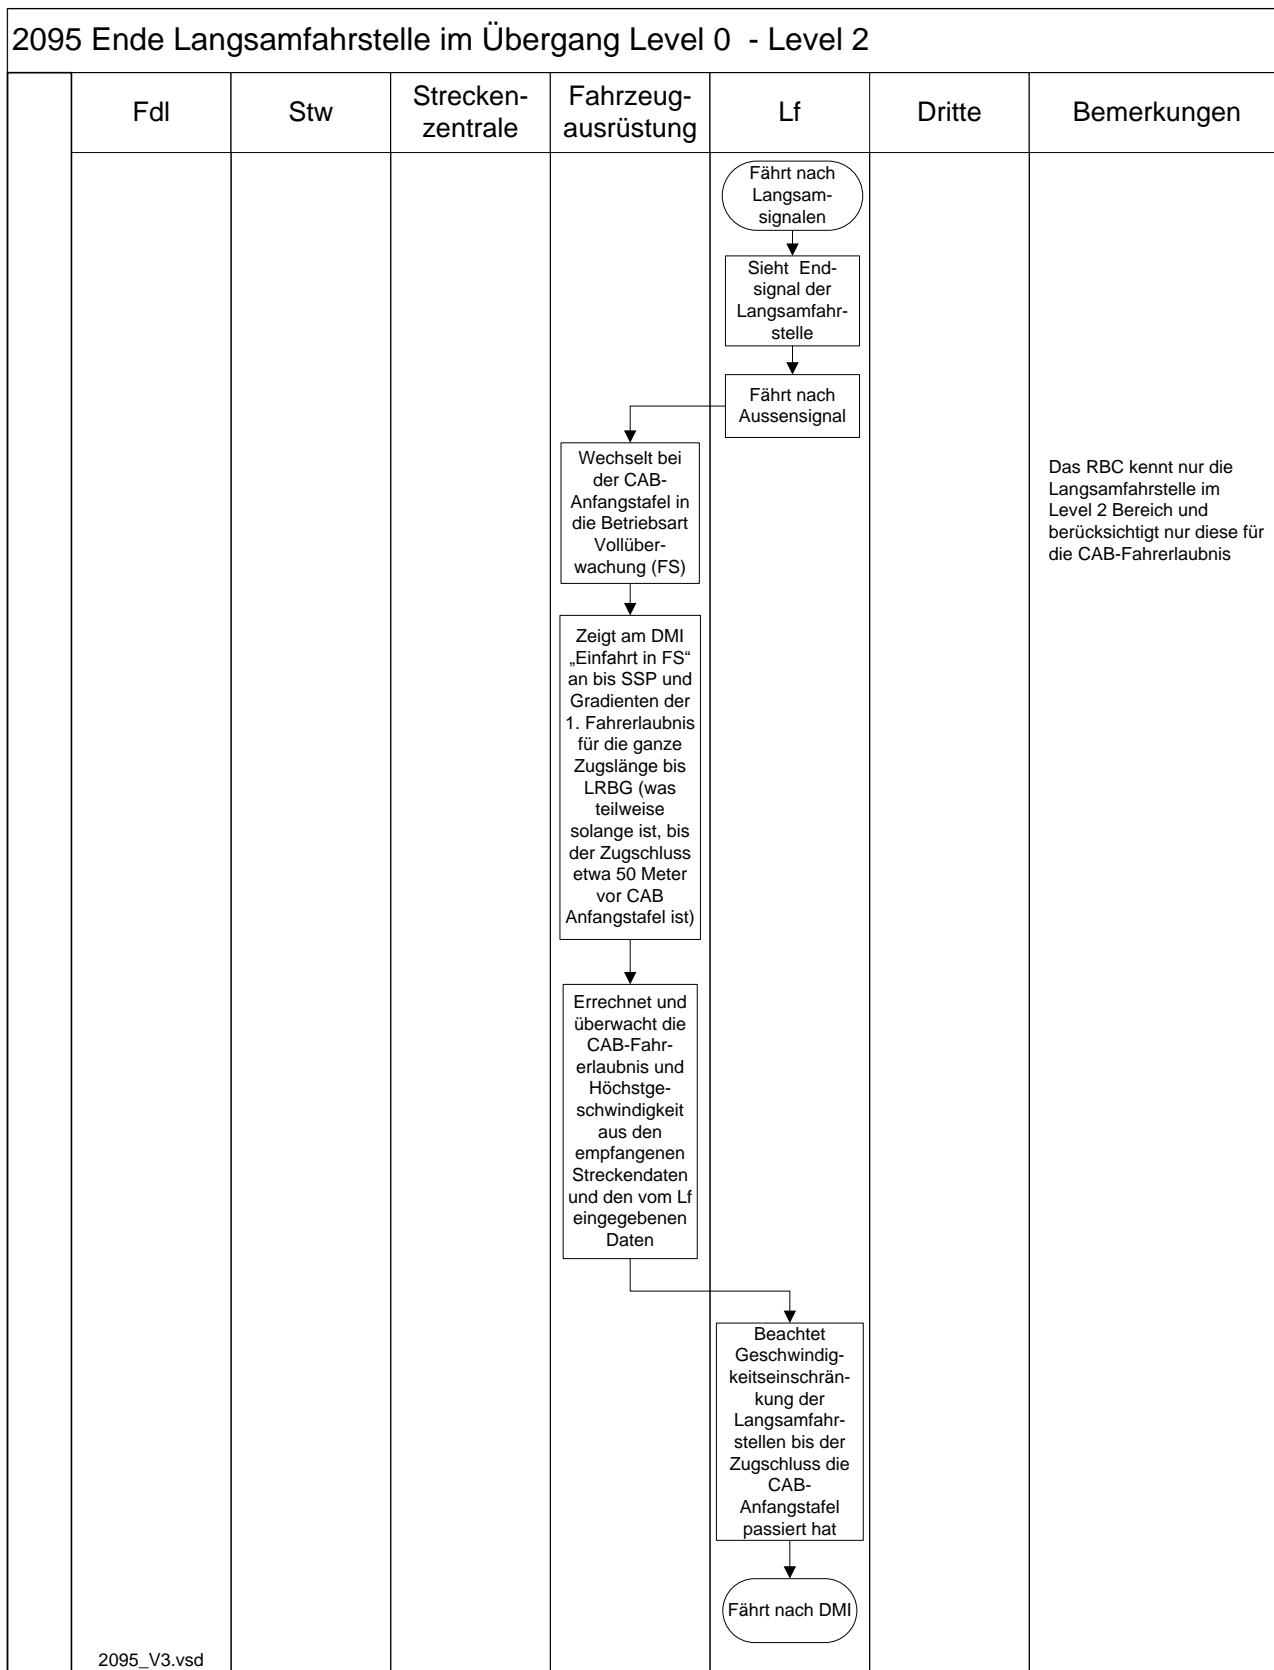 2095 Ende Langsamfahrstelle im Übergang Level 0 - Level 2
Fdl
Stw
Strecken-
zentrale
Fahrzeug-
ausrüstung
Lf
Dritte
Bemerkungen
Fährt nach
Langsam-
signalen
Sieht End-
signal der
Langsamfahr-
stelle
Fährt nach
Aussensignal
Wechselt bei
der CAB-
Anfangstafel in
die Betriebsart
Vollüber-
wachung (FS)
Das RBC kennt nur die
Langsamfahrstelle im
Level 2 Bereich und
berücksichtigt nur diese für
die CAB-Fahrerlaubnis
Zeigt am DMI
„Einfahrt in FS“
an bis SSP und
Gradienten der
1. Fahrerlaubnis
für die ganze
Zugslänge bis
LRBG (was
teilweise
solange ist, bis
der Zugschluss
etwa 50 Meter
vor CAB
Anfangstafel ist)
Errechnet und
überwacht die
CAB-Fahr-
erlaubnis und
Höchstge-
schwindigkeit
aus den
empfangenen
Streckendaten
und den vom Lf
eingegebenen
Daten
Beachtet
Geschwindig-
keitseinschrän-
kung der
Langsamfahr-
stellen bis der
Zugschluss die
CAB-
Anfangstafel
passiert hat
Fährt nach DMI
2095_V3.vsd